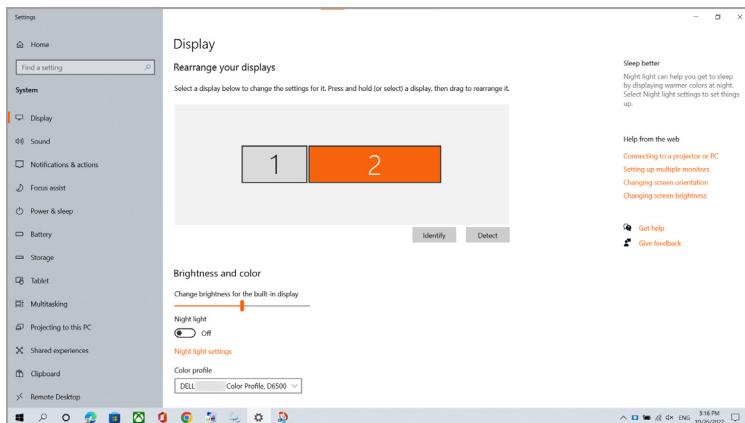 Settings
Home
Find a setting
System
Display
Sound
Notifications & actions
Focus assist
Power & sleep
Battery
Storage
Tablet
Multitasking
Projecting to this PC
Shared experiences
Clipboard
Remote Desktop
Display
Rearrange your displays
Select a display below to change the settings for it. Press and hold (or select) a display, then drag to rearrange it.
1
2
Identify
Detect
Brightness and color
Change brightness for the built-in display
Night light
Off
Night light settings
Color profile
DELL Color Profile, D6500
Sleep better
Night light can help you get to sleep
by displaying warmer colors at night.
Select Night light settings to set things
up.
Help from the web
Connecting to a projector or PC
Setting up multiple monitors
Changing screen orientation
Changing screen brightness
Get help
Give feedback
ENG
5:16 PM
10/26/2022